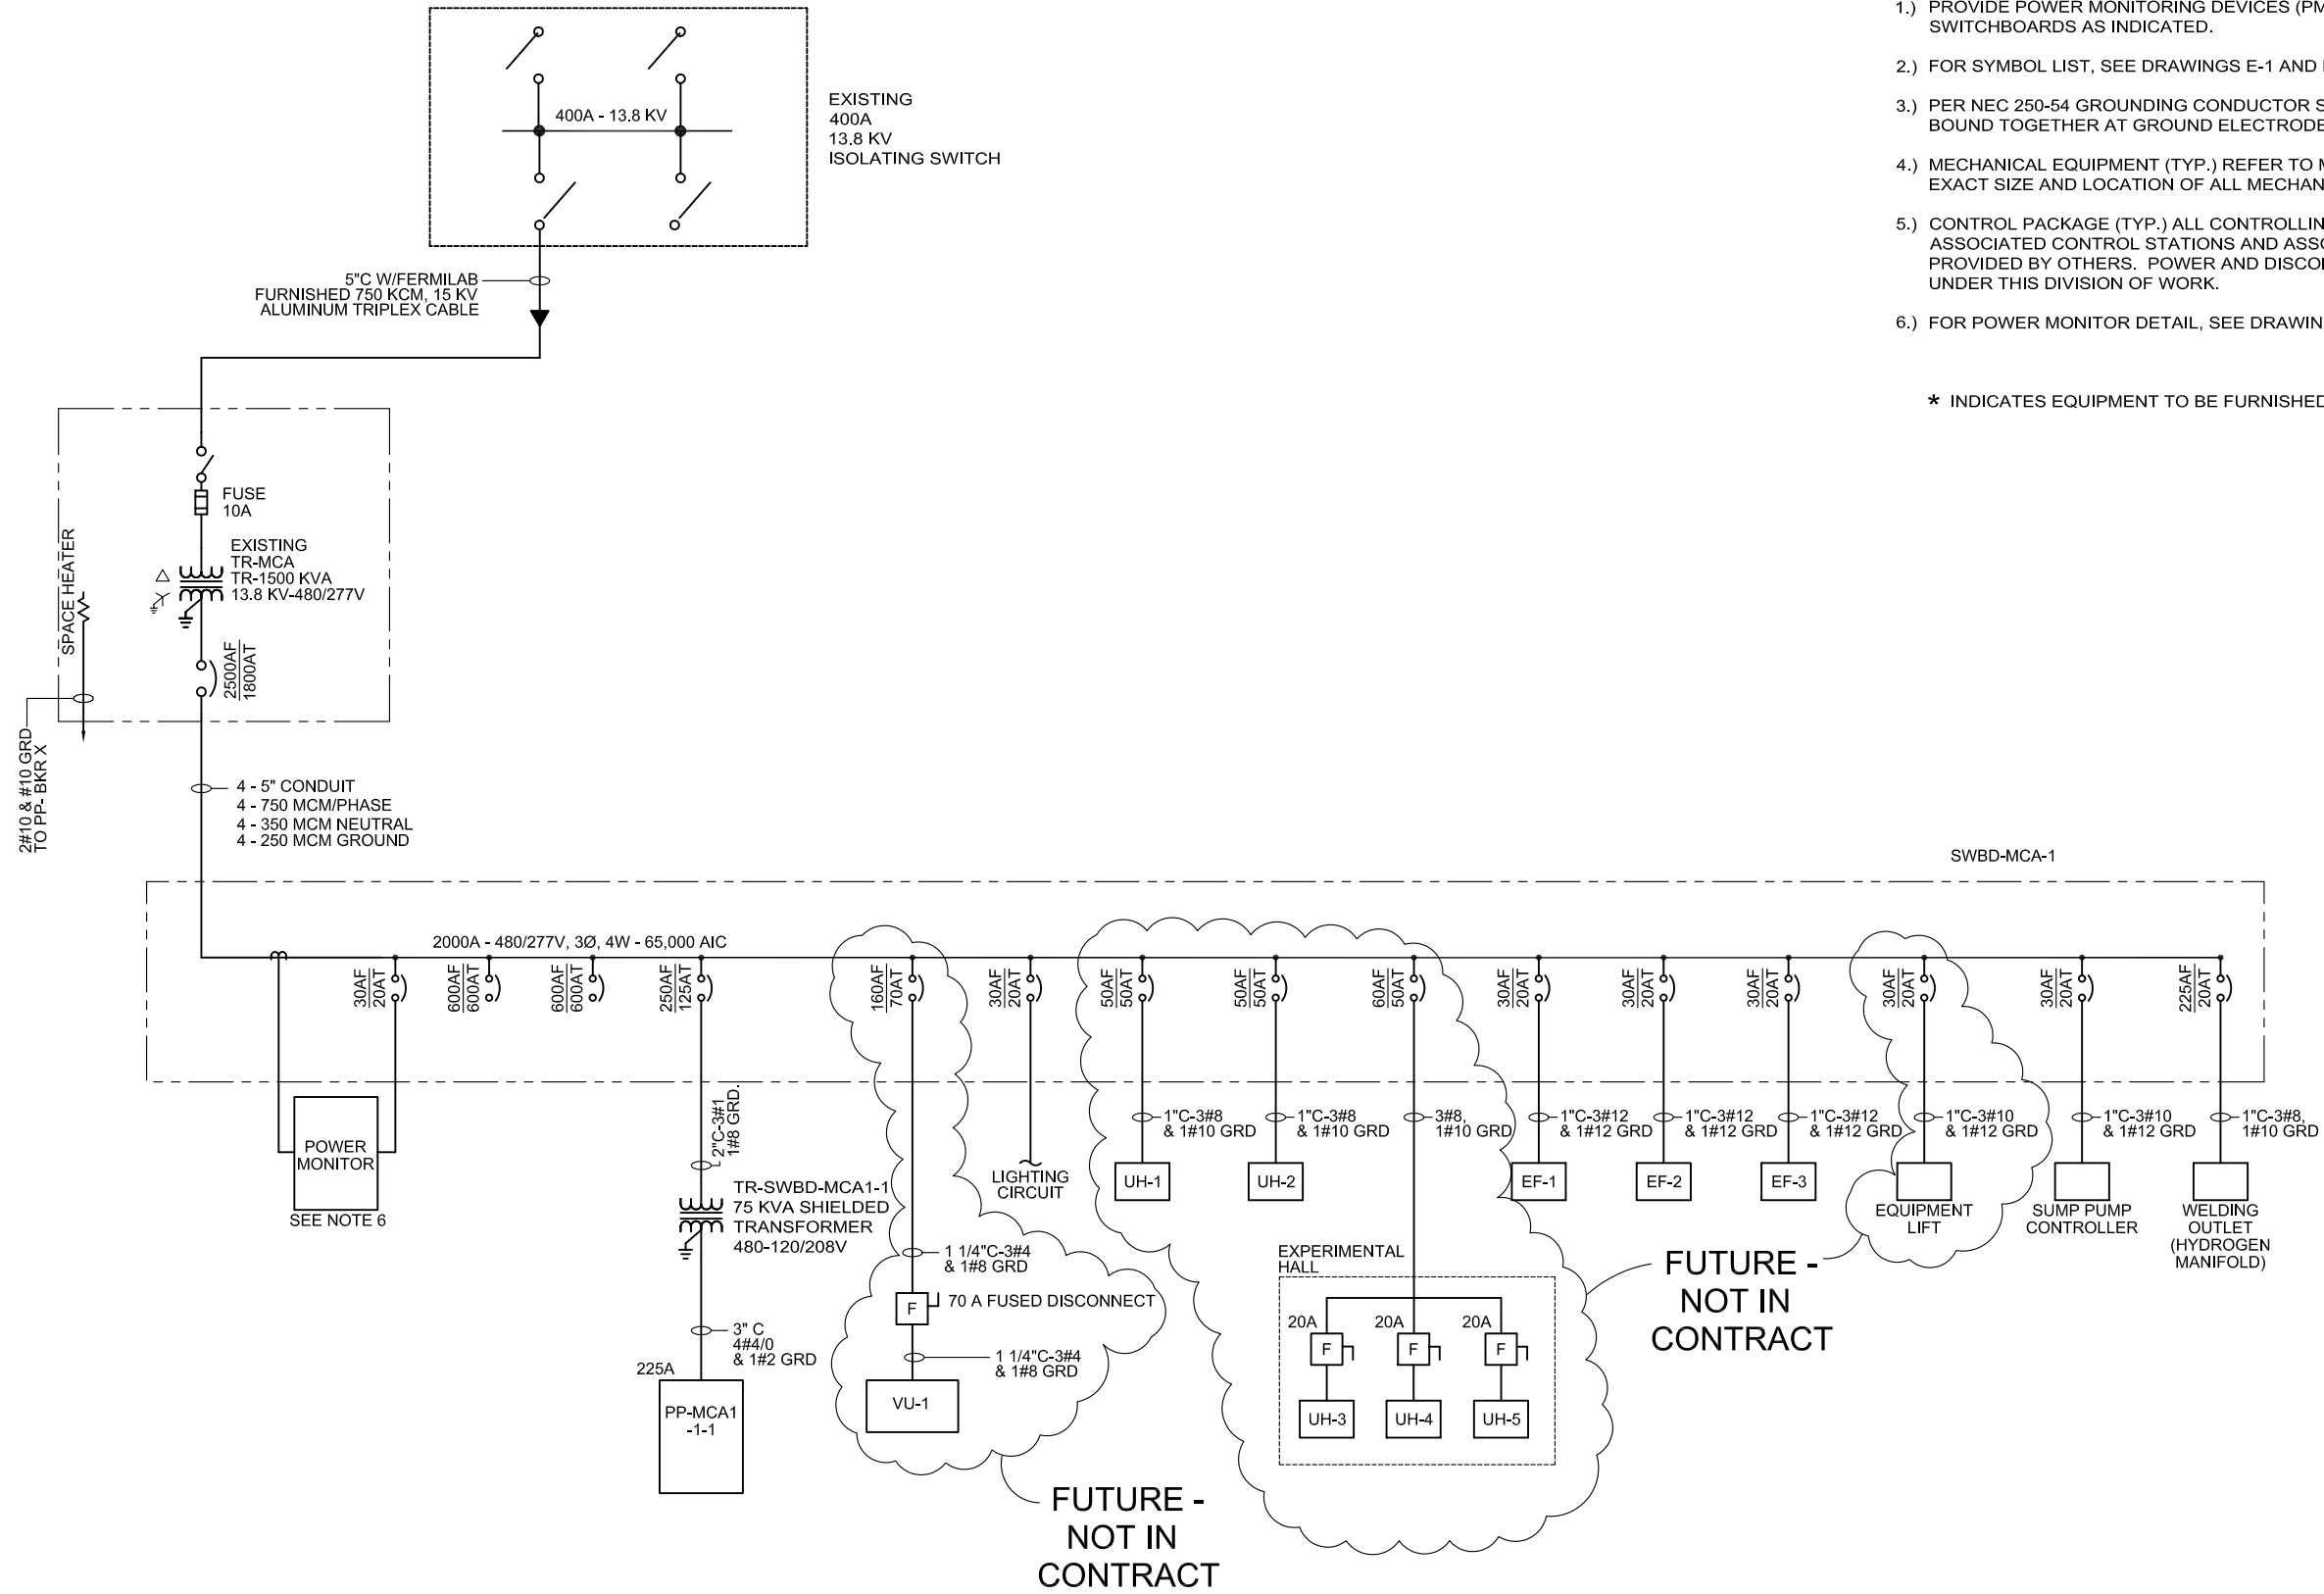 1.) PROVIDE POWER MONITORING DEVICES
SWITCHBOARDS AS INDICATED.
2.) FOR SYMBOL LIST, SEE DRAWINGS E-1 AND
3.) PER NEC 250-54 GROUNDING CONDUCTOR
BOUND TOGETHER AT GROUND ELECTRODE
4.) MECHANICAL EQUIPMENT (TYP.) REFER TO
EXACT SIZE AND LOCATION OF ALL
5.) CONTROL PACKAGE (TYP.) ALL
ASSOCIATED CONTROL STATIONS AND
PROVIDED BY OTHERS. POWER AND
UNDER THIS DIVISION OF WORK.
6.) FOR POWER MONITOR DETAIL, SEE
* INDICATES EQUIPMENT TO BE FURNISHED
400A - 13.8 KV
EXISTING
400A
13.8 KV
ISOLATING SWITCH
5"C W/FERMILAB
FURNISHED 750 KCM, 15 KV
ALUMINUM TRIPLEX CABLE
FUSE
10A
EXISTING
TR-MCA
TR-1500 KVA
13.8 KV-480/277V
SPACE HEATER
2500AF
1800AT
2#10 & #10 GRD
TO PP- BKR X
4 - 5" CONDUIT
4 - 750 MCM/PHASE
4 - 350 MCM NEUTRAL
4 - 250 MCM GROUND
SWBD-MCA-1
2000A - 480/277V, 3Ø, 4W - 65,000 AIC
30AF
20AT
600AF
600AT
600AF
600AT
250AF
125AT
160AF
70AT
30AF
20AT
50AF
50AT
50AF
50AT
60AF
50AT
30AF
20AT
30AF
20AT
30AF
20AT
30AF
20AT
30AF
20AT
225AF
20AT
POWER
MONITOR
SEE NOTE 6
2"C-3#1
1#8 GRD.
TR-SWBD-MCA1-1
75 KVA SHIELDED
TRANSFORMER
480-120/208V
3" C
4#4/0
& 1#2 GRD
225A
PP-MCA1
-1-1
1 1/4"C-3#4
& 1#8 GRD
F
70 A FUSED DISCONNECT
1 1/4"C-3#4
& 1#8 GRD
VU-1
LIGHTING
CIRCUIT
1"C-3#8
& 1#10 GRD
UH-1
1"C-3#8
& 1#10 GRD
UH-2
3#8,
1#10 GRD
EXPERIMENTAL
HALL
20A
20A
20A
F
F
F
UH-3
UH-4
UH-5
1"C-3#12
& 1#12 GRD
EF-1
1"C-3#12
& 1#12 GRD
EF-2
1"C-3#12
& 1#12 GRD
EF-3
1"C-3#10
& 1#12 GRD
EQUIPMENT
LIFT
1"C-3#10
& 1#12 GRD
SUMP PUMP
CONTROLLER
1"C-3#8,
1#10 GRD
WELDING
OUTLET
(HYDROGEN
MANIFOLD)
FUTURE -
NOT IN
CONTRACT
FUTURE -
NOT IN
CONTRACT